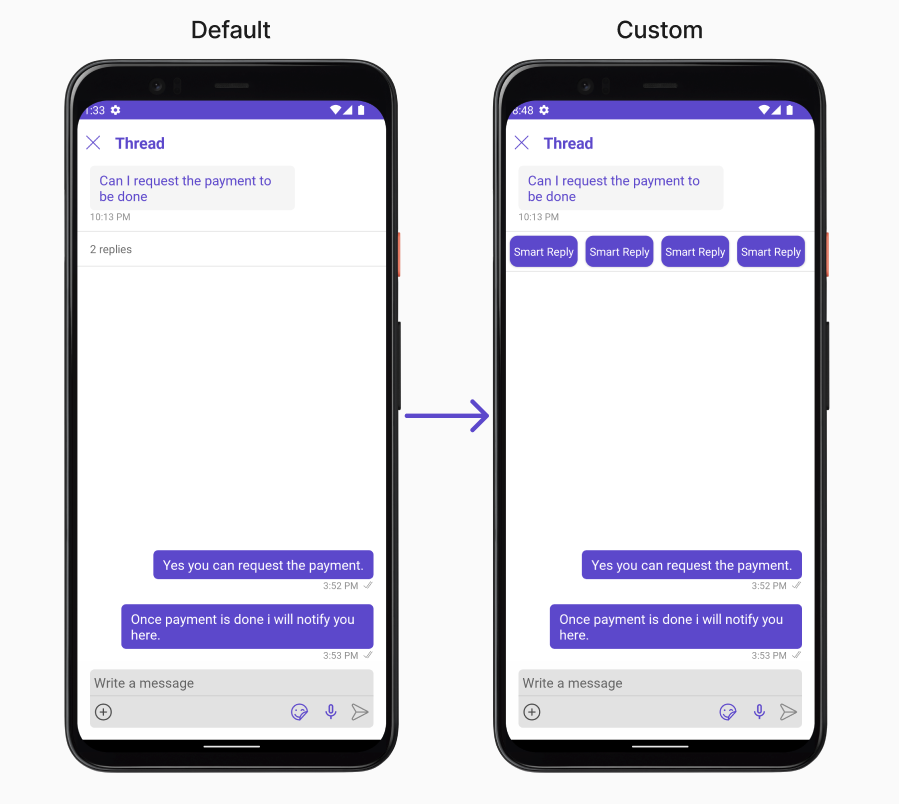 Default
1:33
Thread
Can I request the payment to
be done
10:13 PM
2 replies
Yes you can request the payment.
3:52 PM
Once payment is done i will notify you
here.
3:53 PM
Write a message
Custom
8:48
Thread
Can I request the payment to
be done
10:13 PM
Smart Reply Smart Reply Smart Reply Smart Reply
Yes you can request the payment.
3:52 PM
Once payment is done i will notify you
here.
3:53 PM
Write a message